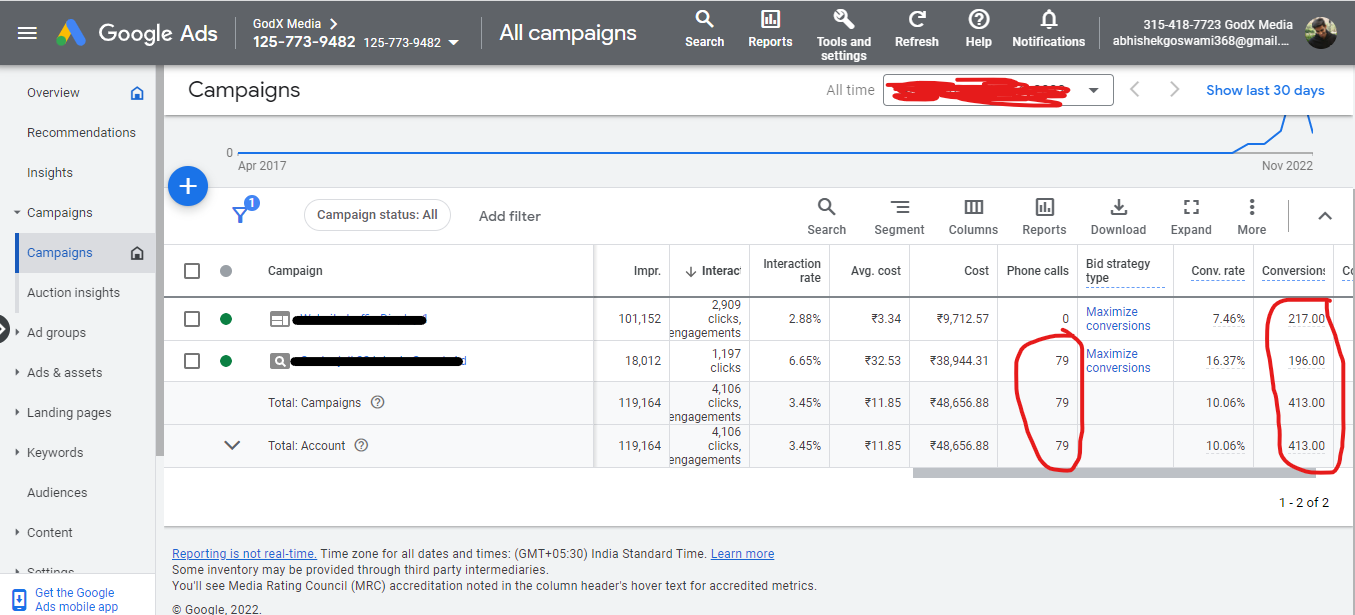 Google Ads
GodX Media
125-773-9482 125-773-9482
All campaigns
Search
Reports
Tools and settings
Refresh
Help
Notifications
315-418-7723 GodX Media
abhishekgoswami368@gmail....
Overview
Recommendations
Insights
Campaigns
Campaigns
Auction insights
Ad groups
Ads & assets
Landing pages
Keywords
Audiences
Content
Settings
Get the Google
Ads mobile app
Campaigns
All time
Show last 30 days
0
Apr 2017
Nov 2022
1
Campaign status: All
Add filter
Search
Segment
Columns
Reports
Download
Expand
More
Campaign Impr. Interact Interaction rate Avg. cost Cost Phone calls Bid strategy type Conv. rate Conversions Co
101,152 2,909 clicks, engagements 2.88% ₹3.34 ₹9,712.57 0 Maximize conversions 7.46% 217.00
18,012 1,197 clicks 6.65% ₹32.53 ₹38,944.31 79 Maximize conversions 16.37% 196.00
Total: Campaigns 119,164 4,106 clicks, engagements 3.45% ₹11.85 ₹48,656.88 79 10.06% 413.00
Total: Account 119,164 4,106 clicks, engagements 3.45% ₹11.85 ₹48,656.88 79 10.06% 413.00
1 - 2 of 2
Reporting is not real-time. Time zone for all dates and times: (GMT+05:30) India Standard Time. Learn more
Some inventory may be provided through third party intermediaries.
You'll see Media Rating Council (MRC) accreditation noted in the column header's hover text for accredited metrics.
© Google, 2022.